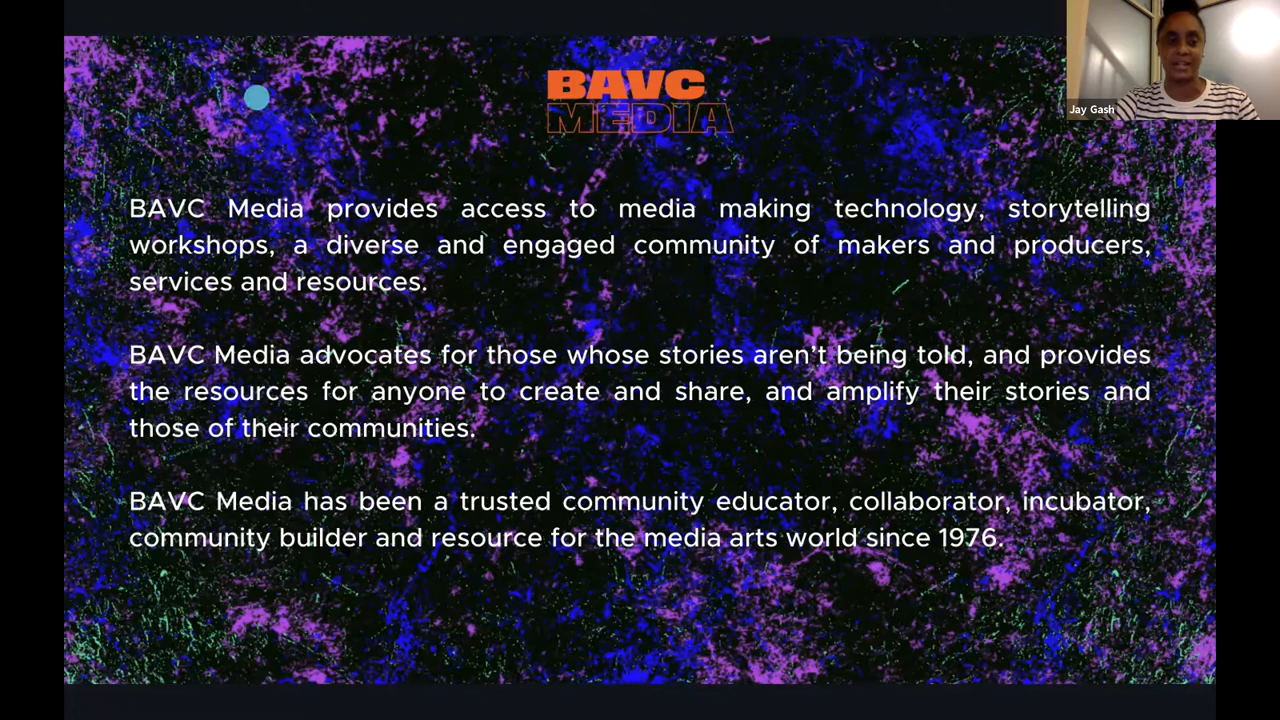 BAVC
MEDIA
Jay Gash
BAVC Media provides access to media making technology, storytelling
workshops, a diverse and engaged community of makers and producers,
services and resources.
BAVC Media advocates for those whose stories aren't being told, and provides
the resources for anyone to create and share, and amplify their stories and
those of their communities.
BAVC Media has been a trusted community educator, collaborator, incubator,
community builder and resource for the media arts world since 1976.